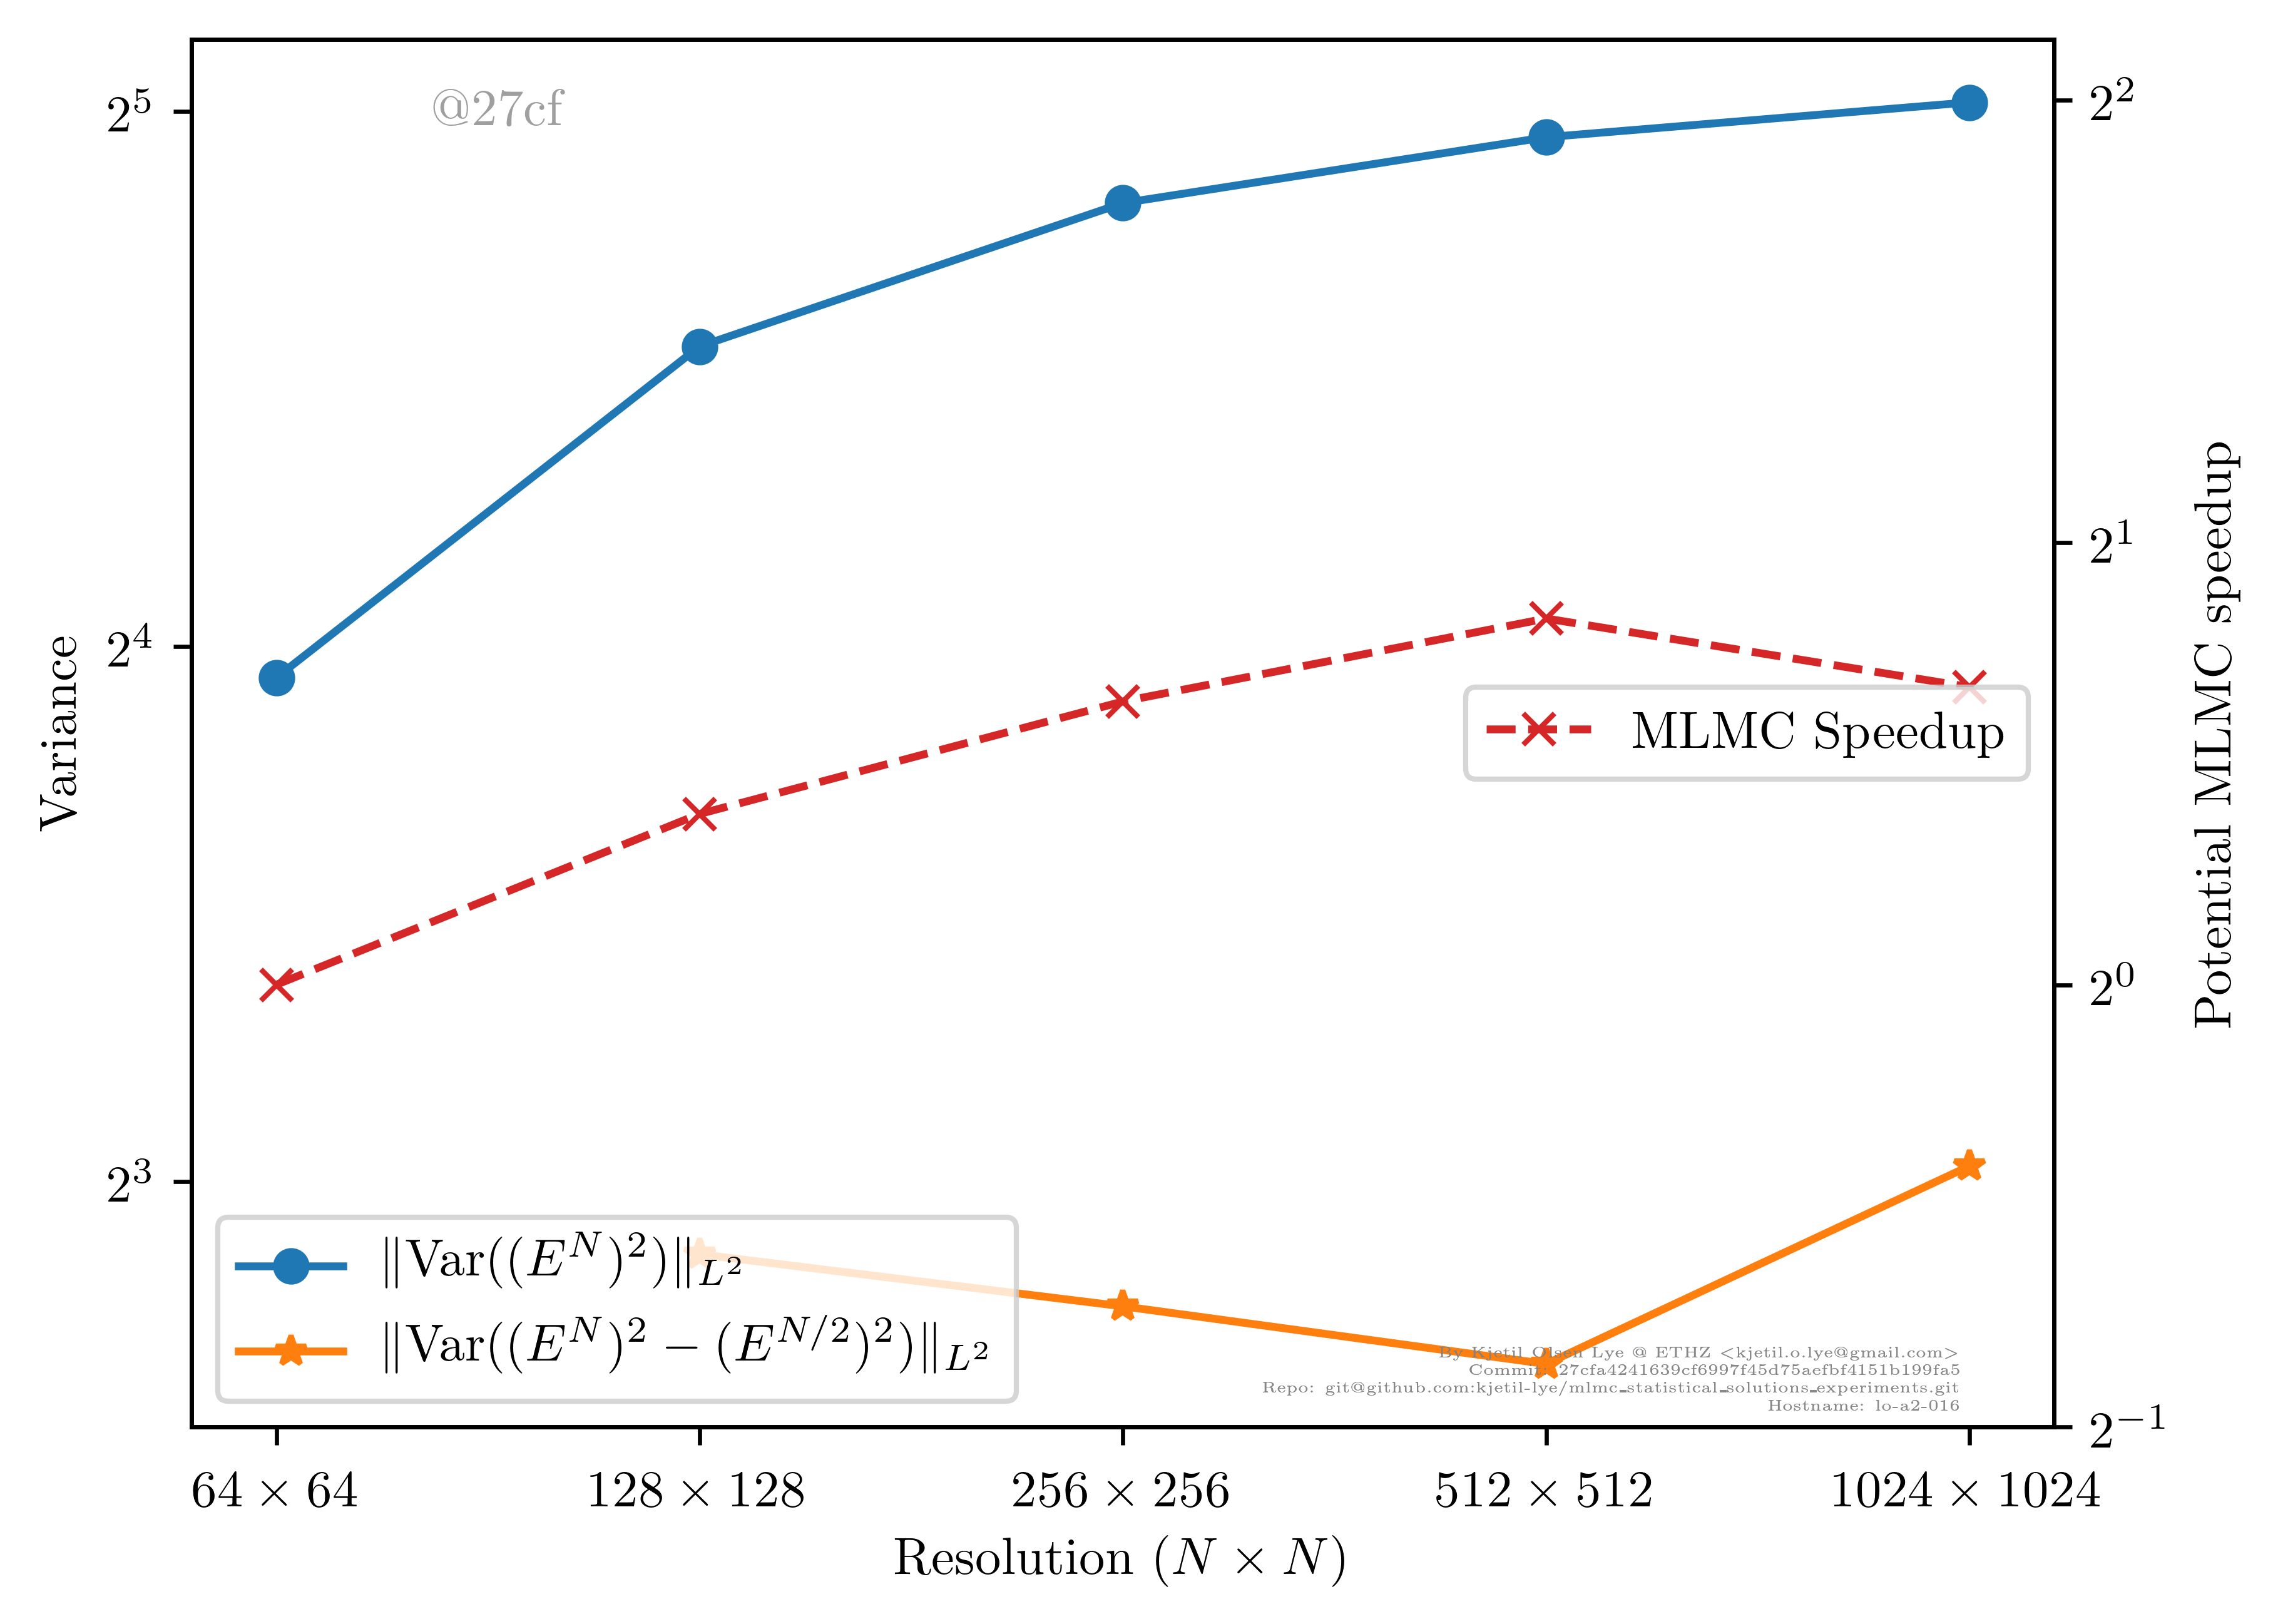 @27cf
2^5
2^4
2^3
Variance
2^2
2^1
2^0
2^{-1}
Potential MLMC speedup
MLMC Speedup
‖Var((E^N)^2)‖_{L^2}
‖Var((E^N)^2 − (E^{N/2})^2)‖_{L^2}
By Kjetil Olsen Lye @ ETHZ <kjetil.o.lye@gmail.com>
Commit: 27cfa4241639cf6997f45d75aefbf4151b199fa5
Repo: git@github.com:kjetil-lye/mlmc_statistical_solutions_experiments.git
Hostname: lo-a2-016
64 × 64
128 × 128
256 × 256
512 × 512
1024 × 1024
Resolution (N × N)